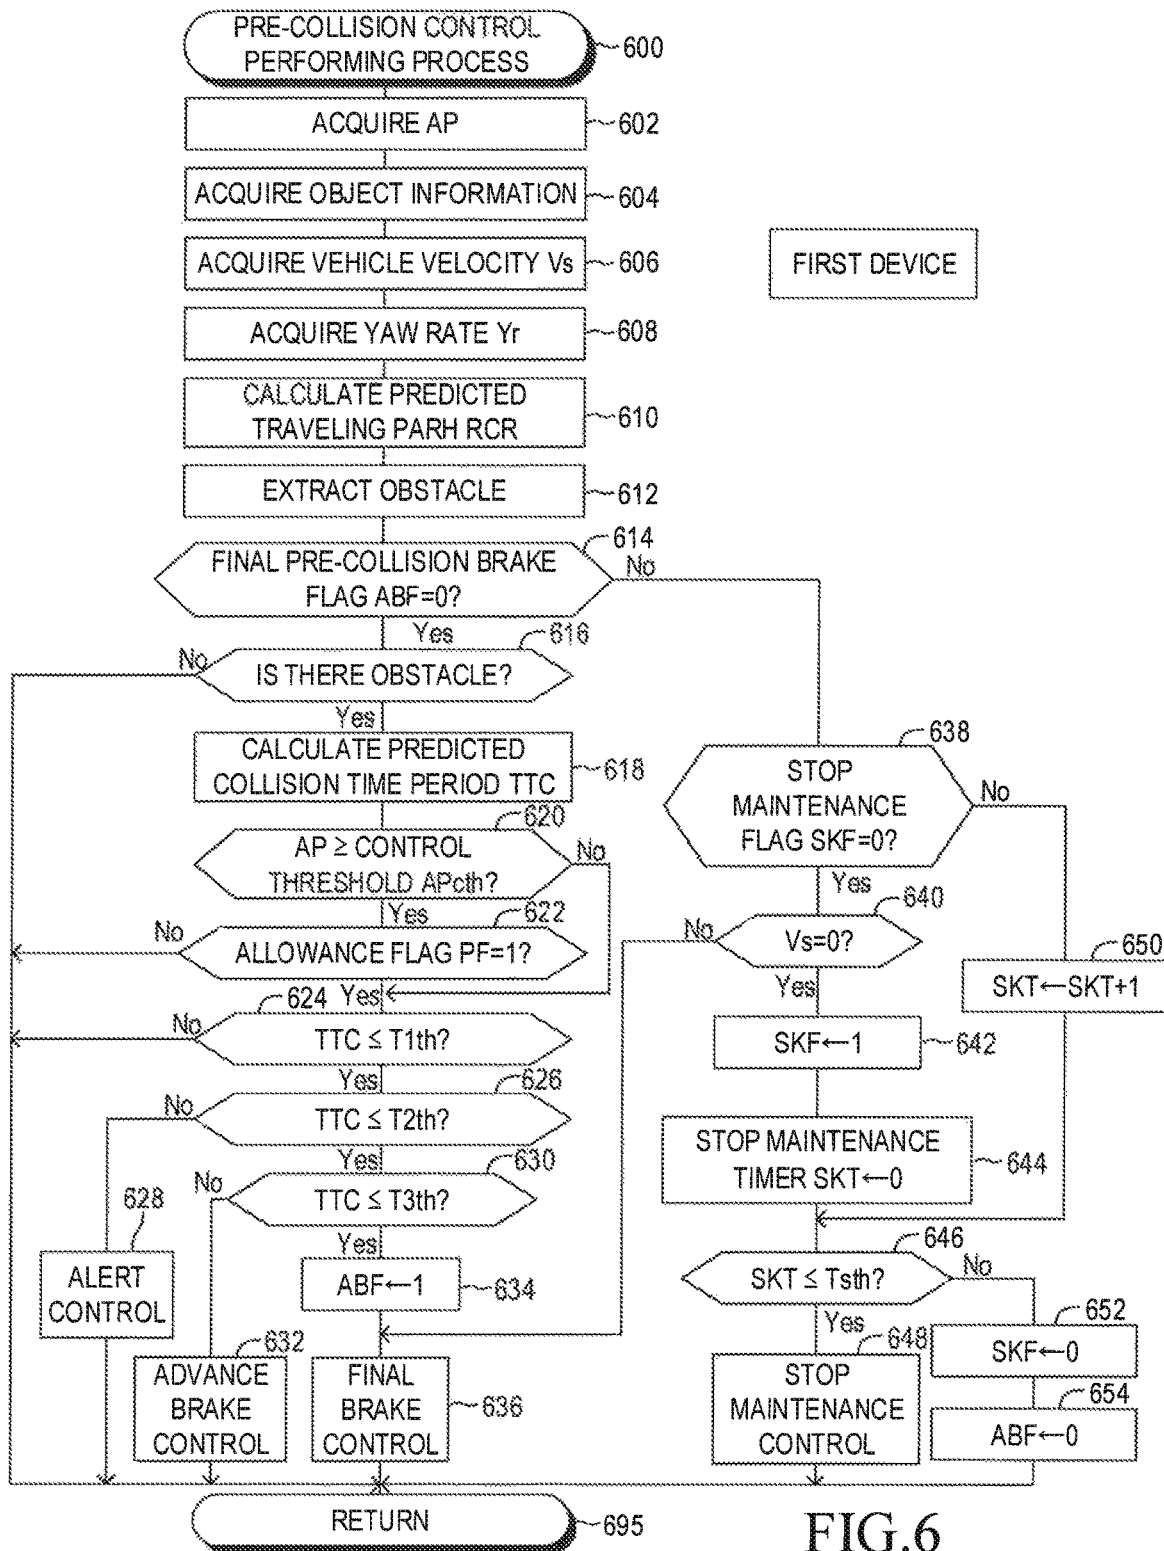 PRE-COLLISION CONTROL
PERFORMING PROCESS
600
ACQUIRE AP
602
ACQUIRE OBJECT INFORMATION
604
ACQUIRE VEHICLE VELOCITY Vs
606
FIRST DEVICE
ACQUIRE YAW RATE Yr
608
CALCULATE PREDICTED
TRAVELING PARH RCR
610
EXTRACT OBSTACLE
612
FINAL PRE-COLLISION BRAKE
FLAG ABF=0?
614
No
Yes
616
No
IS THERE OBSTACLE?
Yes
CALCULATE PREDICTED
COLLISION TIME PERIOD TTC
618
620
AP ≥ CONTROL
THRESHOLD APcth?
No
Yes
622
No
ALLOWANCE FLAG PF=1?
Yes
624
No
TTC ≤ T1th?
Yes
626
No
TTC ≤ T2th?
Yes
630
No
TTC ≤ T3th?
Yes
628
ALERT
CONTROL
ABF←1
634
632
ADVANCE
BRAKE
CONTROL
FINAL
BRAKE
CONTROL
636
638
STOP
MAINTENANCE
FLAG SKF=0?
No
Yes
640
No
Vs=0?
Yes
650
SKT←SKT+1
SKF←1
642
STOP MAINTENANCE
TIMER SKT←0
644
646
SKT ≤ Tsth?
No
Yes
648
STOP
MAINTENANCE
CONTROL
652
SKF←0
654
ABF←0
RETURN
695
FIG.6